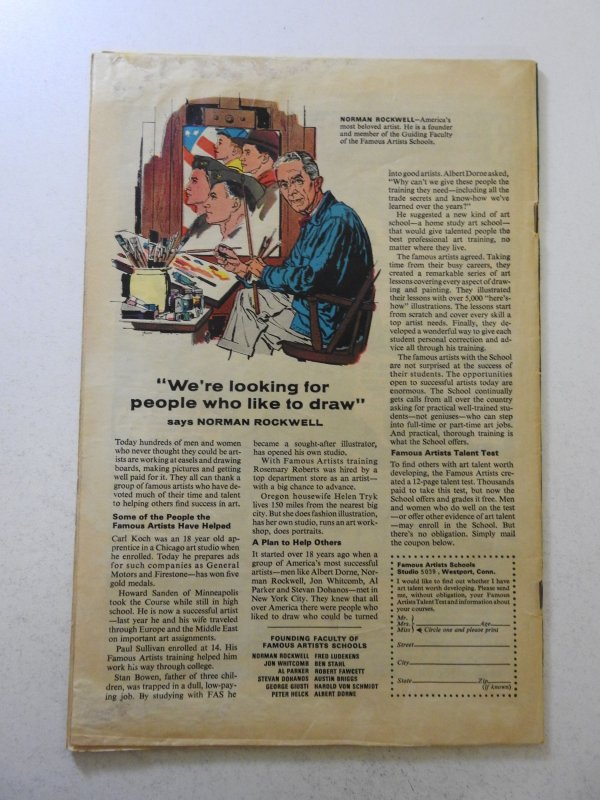 NORMAN ROCKWELL—America's
most beloved artist. He is a founder
and member of the Guiding Faculty
of the Famous Artists Schools.
"We're looking for
people who like to draw"
says NORMAN ROCKWELL
Today hundreds of men and women
who never thought they could be art-
ists are working at easels and drawing
boards, making pictures and getting
well paid for it. They all can thank a
group of famous artists who have de-
voted much of their time and talent
to helping others find success in art.
Some of the People the
Famous Artists Have Helped
Carl Koch was an 18 year old ap-
prentice in a Chicago art studio when
he enrolled. Today he prepares ads
for such companies as General
Motors and Firestone—has won five
gold medals.
Howard Sanden of Minneapolis
took the Course while still in high
school. He is now a successful artist
—last year he and his wife traveled
through Europe and the Middle East
on important art assignments.
Paul Sullivan enrolled at 14. His
Famous Artists training helped him
work his way through college.
Stan Bowen, father of three chil-
dren, was trapped in a dull, low-pay-
ing job. By studying with FAS he
became a sought-after illustrator,
has opened his own studio.
With Famous Artists training
Rosemary Roberts was hired by a
top department store as an artist—
with a big chance to advance.
Oregon housewife Helen Tryk
lives 150 miles from the nearest big
city. But she does fashion illustration,
has her own studio, runs an art work-
shop, does portraits.
A Plan to Help Others
It started over 18 years ago when a
group of America's most successful
artists—men like Albert Dorne, Nor-
man Rockwell, Jon Whitcomb, Al
Parker and Stevan Dohanos—met in
New York City. They knew that all
over America there were people who
liked to draw who could be turned
FOUNDING FACULTY OF
FAMOUS ARTISTS SCHOOLS
NORMAN ROCKWELL FRED LUDEKENS
JON WHITCOMB BEN STAHL
AL PARKER ROBERT FAWCETT
STEVAN DOHANOS AUSTIN BRIGGS
GEORGE GIUSTI HAROLD VON SCHMIDT
PETER HELCK ALBERT DORNE
into good artists. Albert Dorne asked,
"Why can't we give these people the
training they need—including all the
trade secrets and know-how we've
learned over the years?"
He suggested a new kind of art
school—a home study art school—
that would give talented people the
best professional art training, no
matter where they live.
The famous artists agreed. Taking
time from their busy careers, they
created a remarkable series of art
lessons covering every aspect of draw-
ing and painting. They illustrated
their lessons with over 5,000 "here's-
how" illustrations. The lessons start
from scratch and cover every skill a
top artist needs. Finally, they de-
veloped a wonderful way to give each
student personal correction and ad-
vice all through his training.
The famous artists with the School
are not surprised at the success of
their students. The opportunities
open to successful artists today are
enormous. The School continually
gets calls from all over the country
asking for practical well-trained stu-
dents—not geniuses—who can step
into full-time or part-time art jobs.
And practical, thorough training is
what the School offers.
Famous Artists Talent Test
To find others with art talent worth
developing, the Famous Artists cre-
ated a 12-page talent test. Thousands
paid to take this test, but now the
School offers and grades it free. Men
and women who do well on the test
—or offer other evidence of art talent
—may enroll in the School. But
there's no obligation. Simply mail
the coupon below.
Famous Artists Schools
Studio 5039, Westport, Conn.
I would like to find out whether I have
art talent worth developing. Please send
me, without obligation, your Famous
Artists Talent Test and information about
your courses.
Mr.
Mrs. Age
Miss Circle one and please print
Street
City
State Zip
(if known)